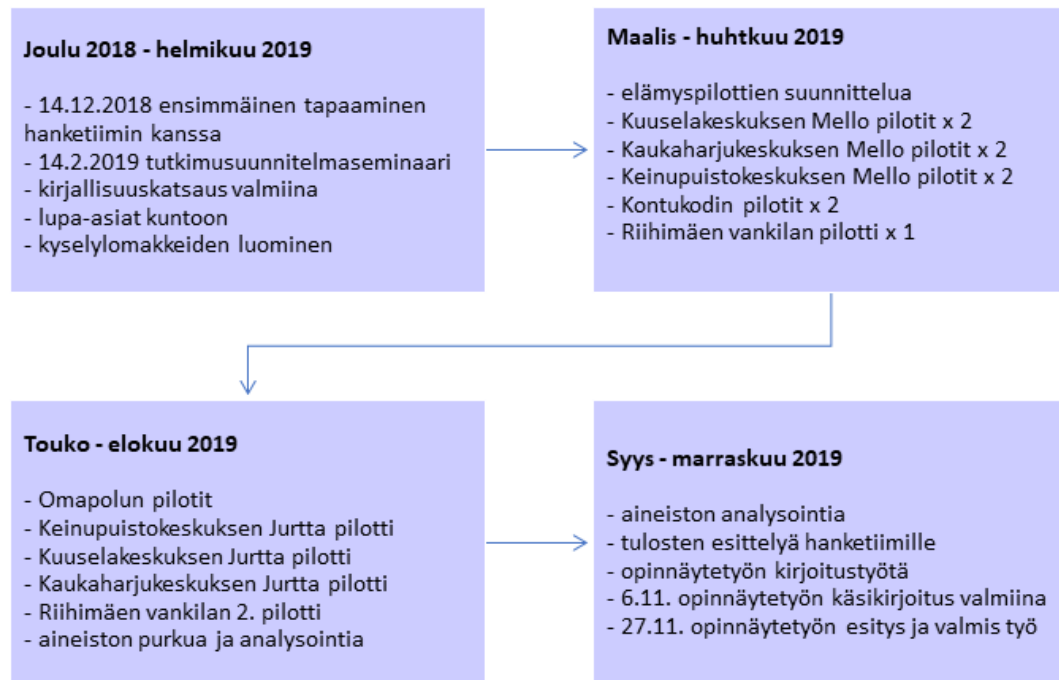 Joulu 2018 - helmikuu 2019
- 14.12.2018 ensimmäinen tapaaminen
hanketiimin kanssa
- 14.2.2019 tutkimusuunnitelmaseminaari
- kirjallisuuskatsaus valmiina
- lupa-asiat kuntoon
- kyselylomakkeiden luominen
Maalis - huhtkuu 2019
- elämyspilottien suunnittelua
- Kuuselakeskuksen Mello pilotit x 2
- Kaukaharjukeskuksen Mello pilotit x 2
- Keinupuistokeskuksen Mello pilotit x 2
- Kontukodin pilotit x 2
- Riihimäen vankilan pilotti x 1
Touko - elokuu 2019
- Omapolun pilotit
- Keinupuistokeskuksen Jurtta pilotti
- Kuuselakeskuksen Jurtta pilotti
- Kaukaharjukeskuksen Jurtta pilotti
- Riihimäen vankilan 2. pilotti
- aineiston purkua ja analysointia
Syys - marraskuu 2019
- aineiston analysointia
- tulosten esittelyä hanketiimille
- opinnäytetyön kirjoitustyötä
- 6.11. opinnäytetyön käsikirjoitus valmiina
- 27.11. opinnäytetyön esitys ja valmis työ